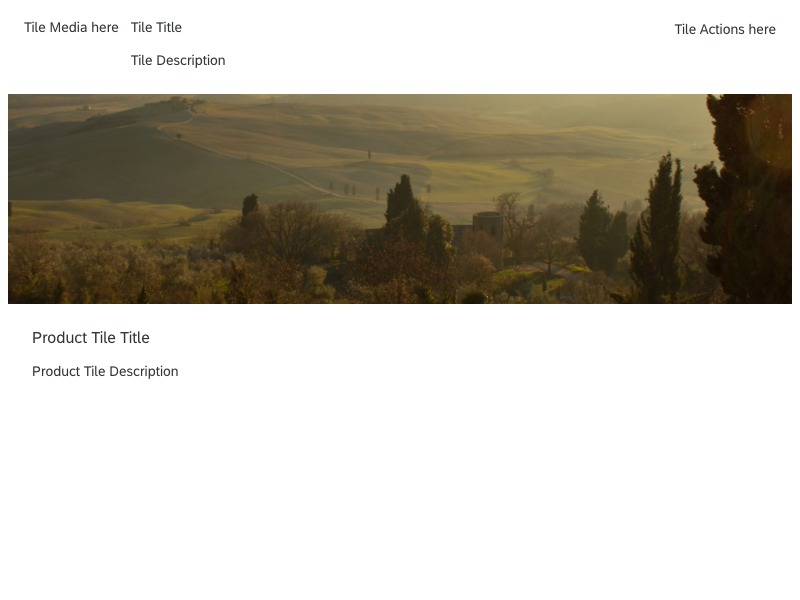 Tile Media here
Tile Title
Tile Description
Tile Actions here
Product Tile Title
Product Tile Description